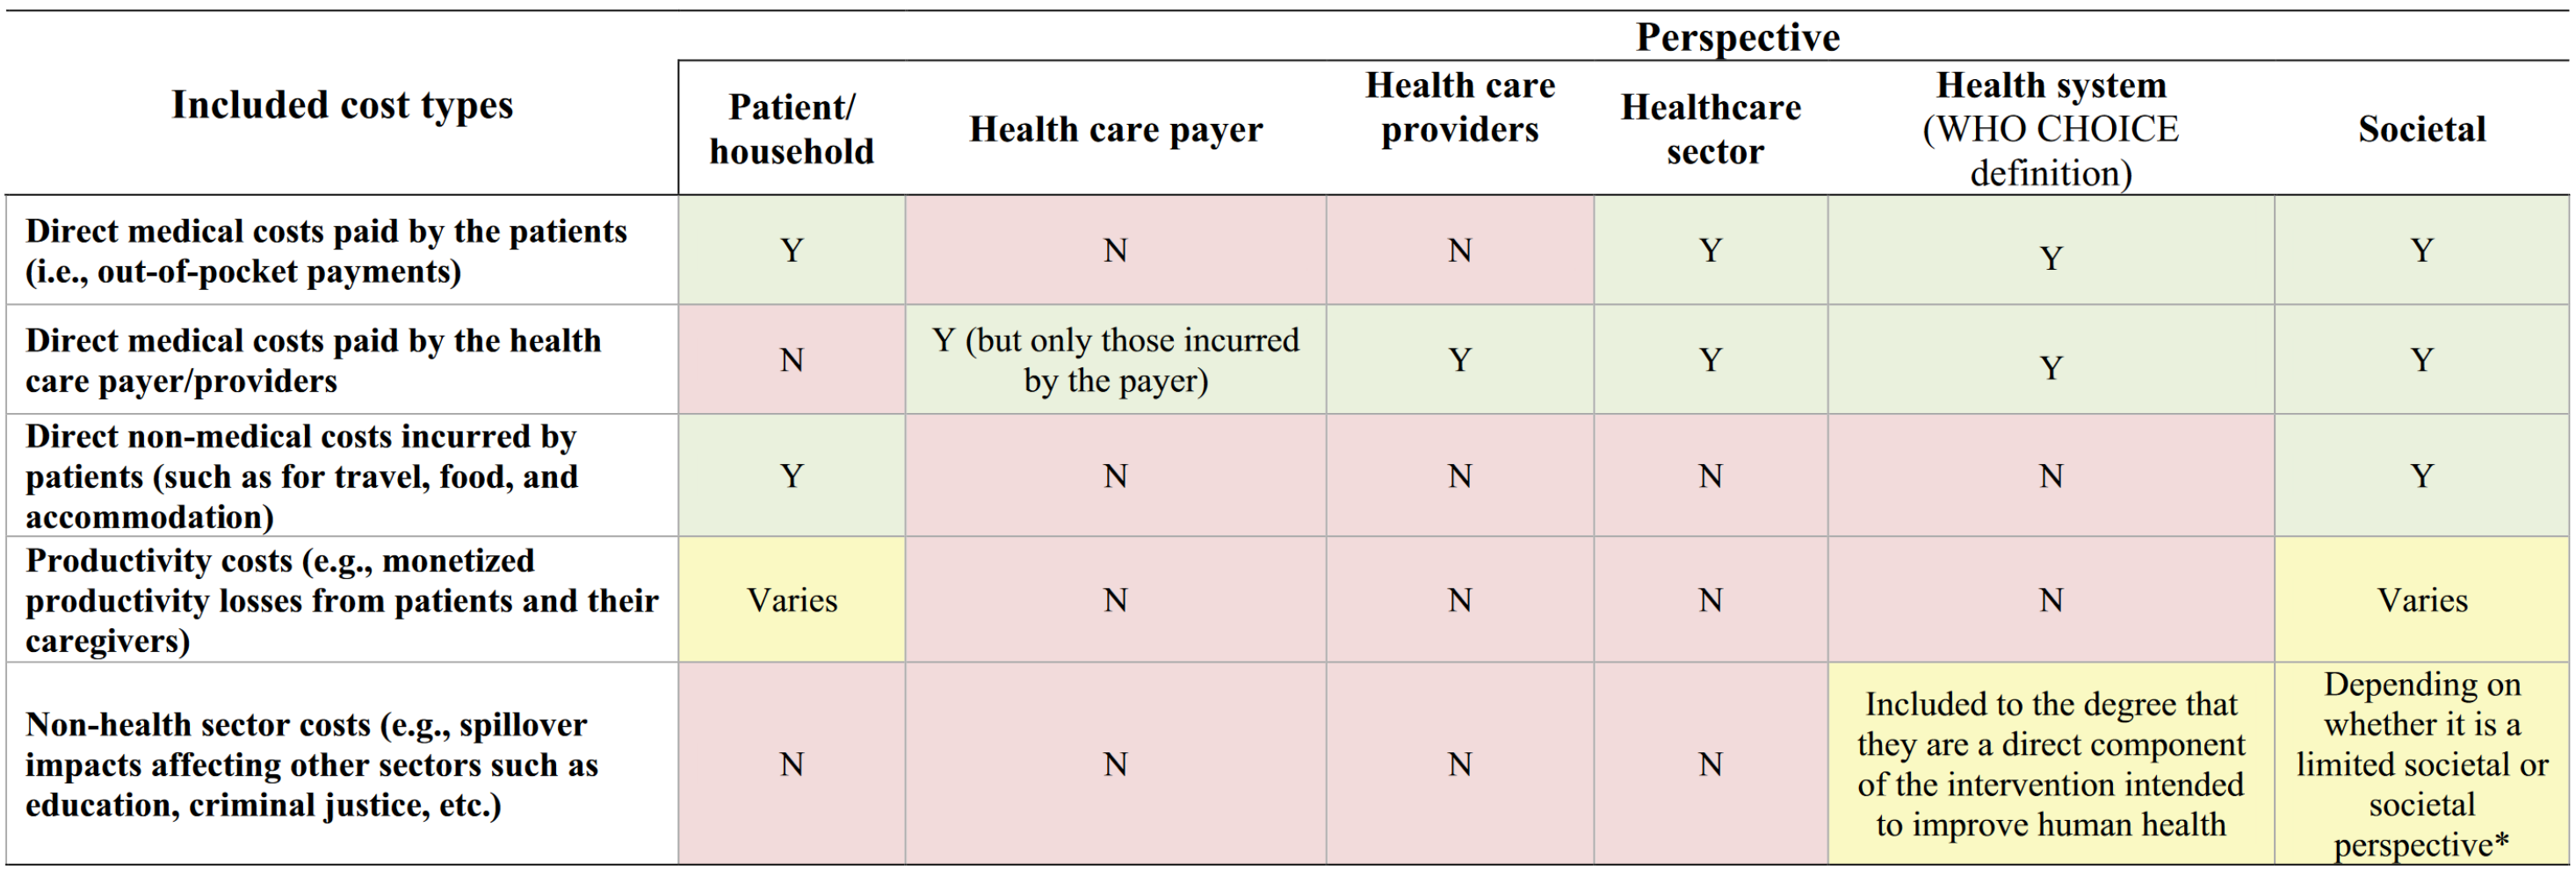 Perspective
Included cost types
Patient/
household
Health care payer
Health care
providers
Healthcare
sector
Health system
(WHO CHOICE
definition)
Societal
Direct medical costs paid by the patients
(i.e., out-of-pocket payments)
Y
N
N
Y
Y
Y
Direct medical costs paid by the health
care payer/providers
N
Y (but only those incurred
by the payer)
Y
Y
Y
Y
Direct non-medical costs incurred by
patients (such as for travel, food, and
accommodation)
Y
N
N
N
N
Y
Productivity costs (e.g., monetized
productivity losses from patients and their
caregivers)
Varies
N
N
N
N
Varies
Non-health sector costs (e.g., spillover
impacts affecting other sectors such as
education, criminal justice, etc.)
N
N
N
N
Included to the degree that
they are a direct component
of the intervention intended
to improve human health
Depending on
whether it is a
limited societal or
societal
perspective*